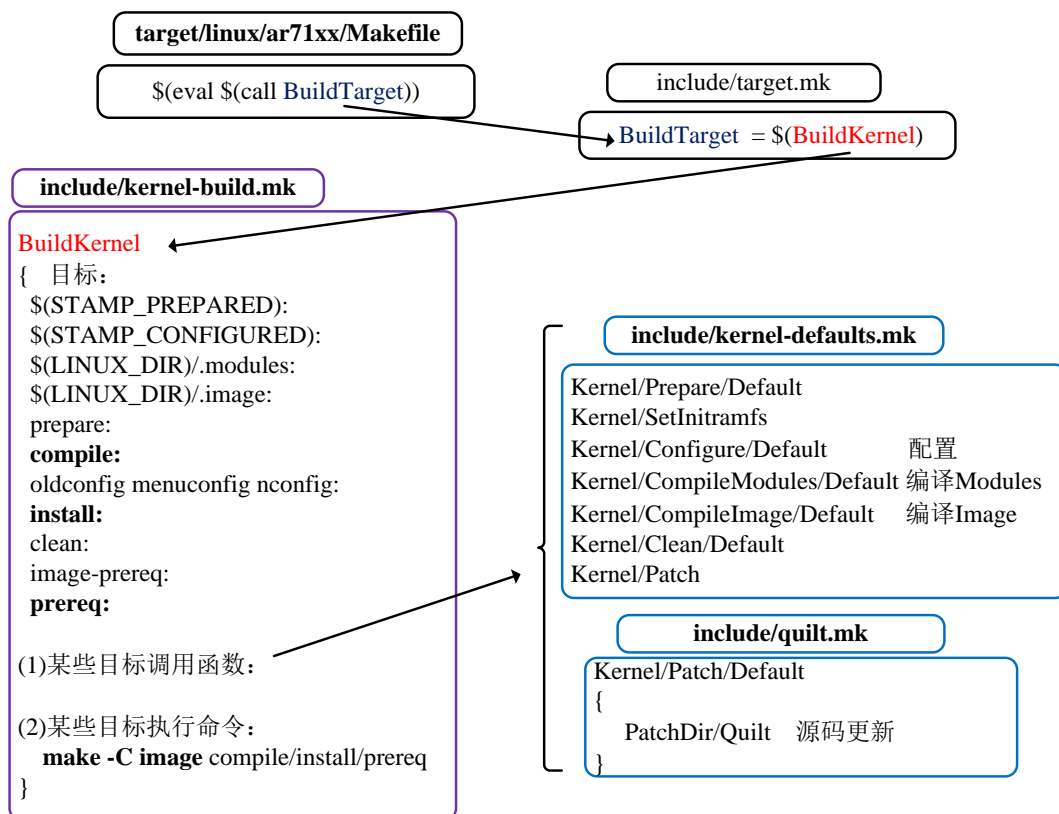 target/linux/ar71xx/Makefile
$(eval $(call BuildTarget))
include/target.mk
BuildTarget = $(BuildKernel)
include/kernel-build.mk
BuildKernel
{ 目标：
$(STAMP_PREPARED):
$(STAMP_CONFIGURED):
$(LINUX_DIR)/.modules:
$(LINUX_DIR)/.image:
prepare:
compile:
oldconfig menuconfig nconfig:
install:
clean:
image-prereq:
prereq:
(1)某些目标调用函数：
(2)某些目标执行命令：
make -C image compile/install/prereq
}
include/kernel-defaults.mk
Kernel/Prepare/Default
Kernel/SetInitramfs
Kernel/Configure/Default 配置
Kernel/CompileModules/Default 编译Modules
Kernel/CompileImage/Default 编译Image
Kernel/Clean/Default
Kernel/Patch
include/quilt.mk
Kernel/Patch/Default
{
PatchDir/Quilt 源码更新
}